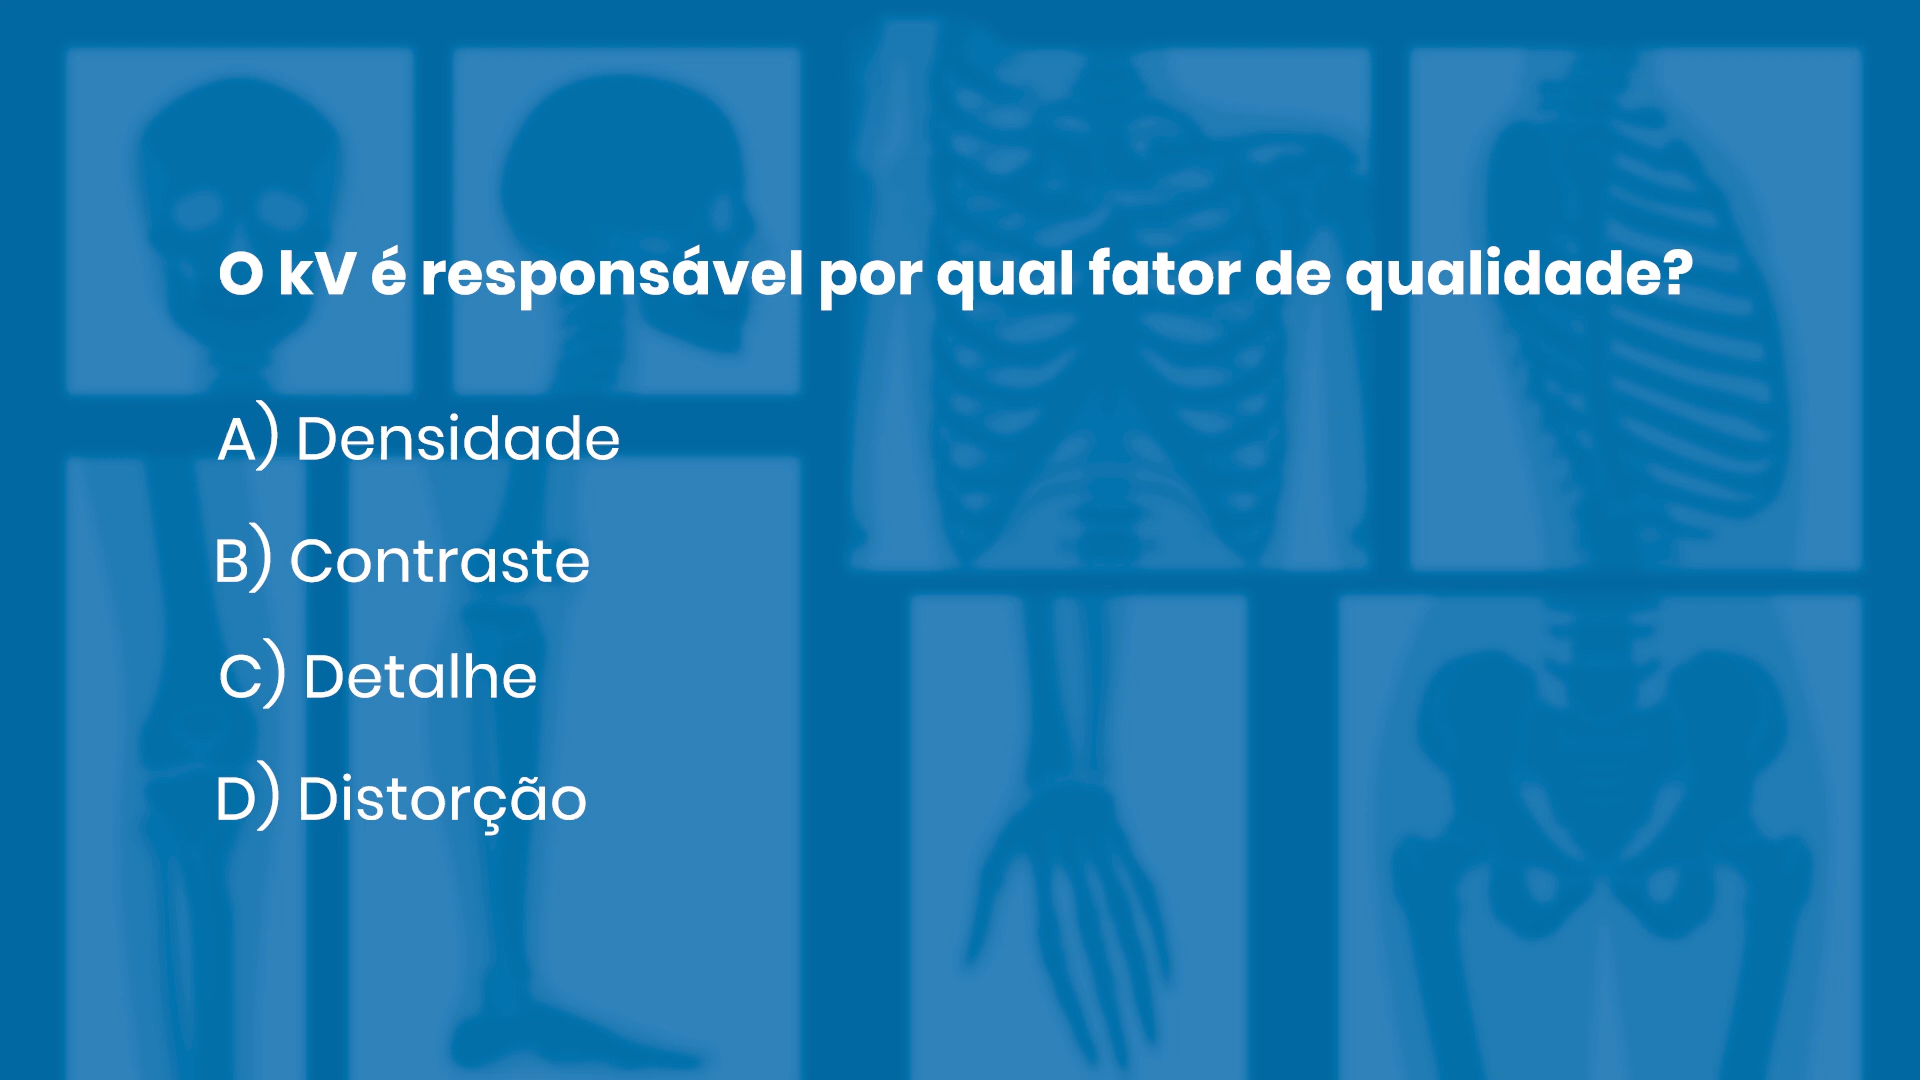 O kV é responsável por qual fator de qualidade?
A) Densidade
B) Contraste
C) Detalhe
D) Distorção